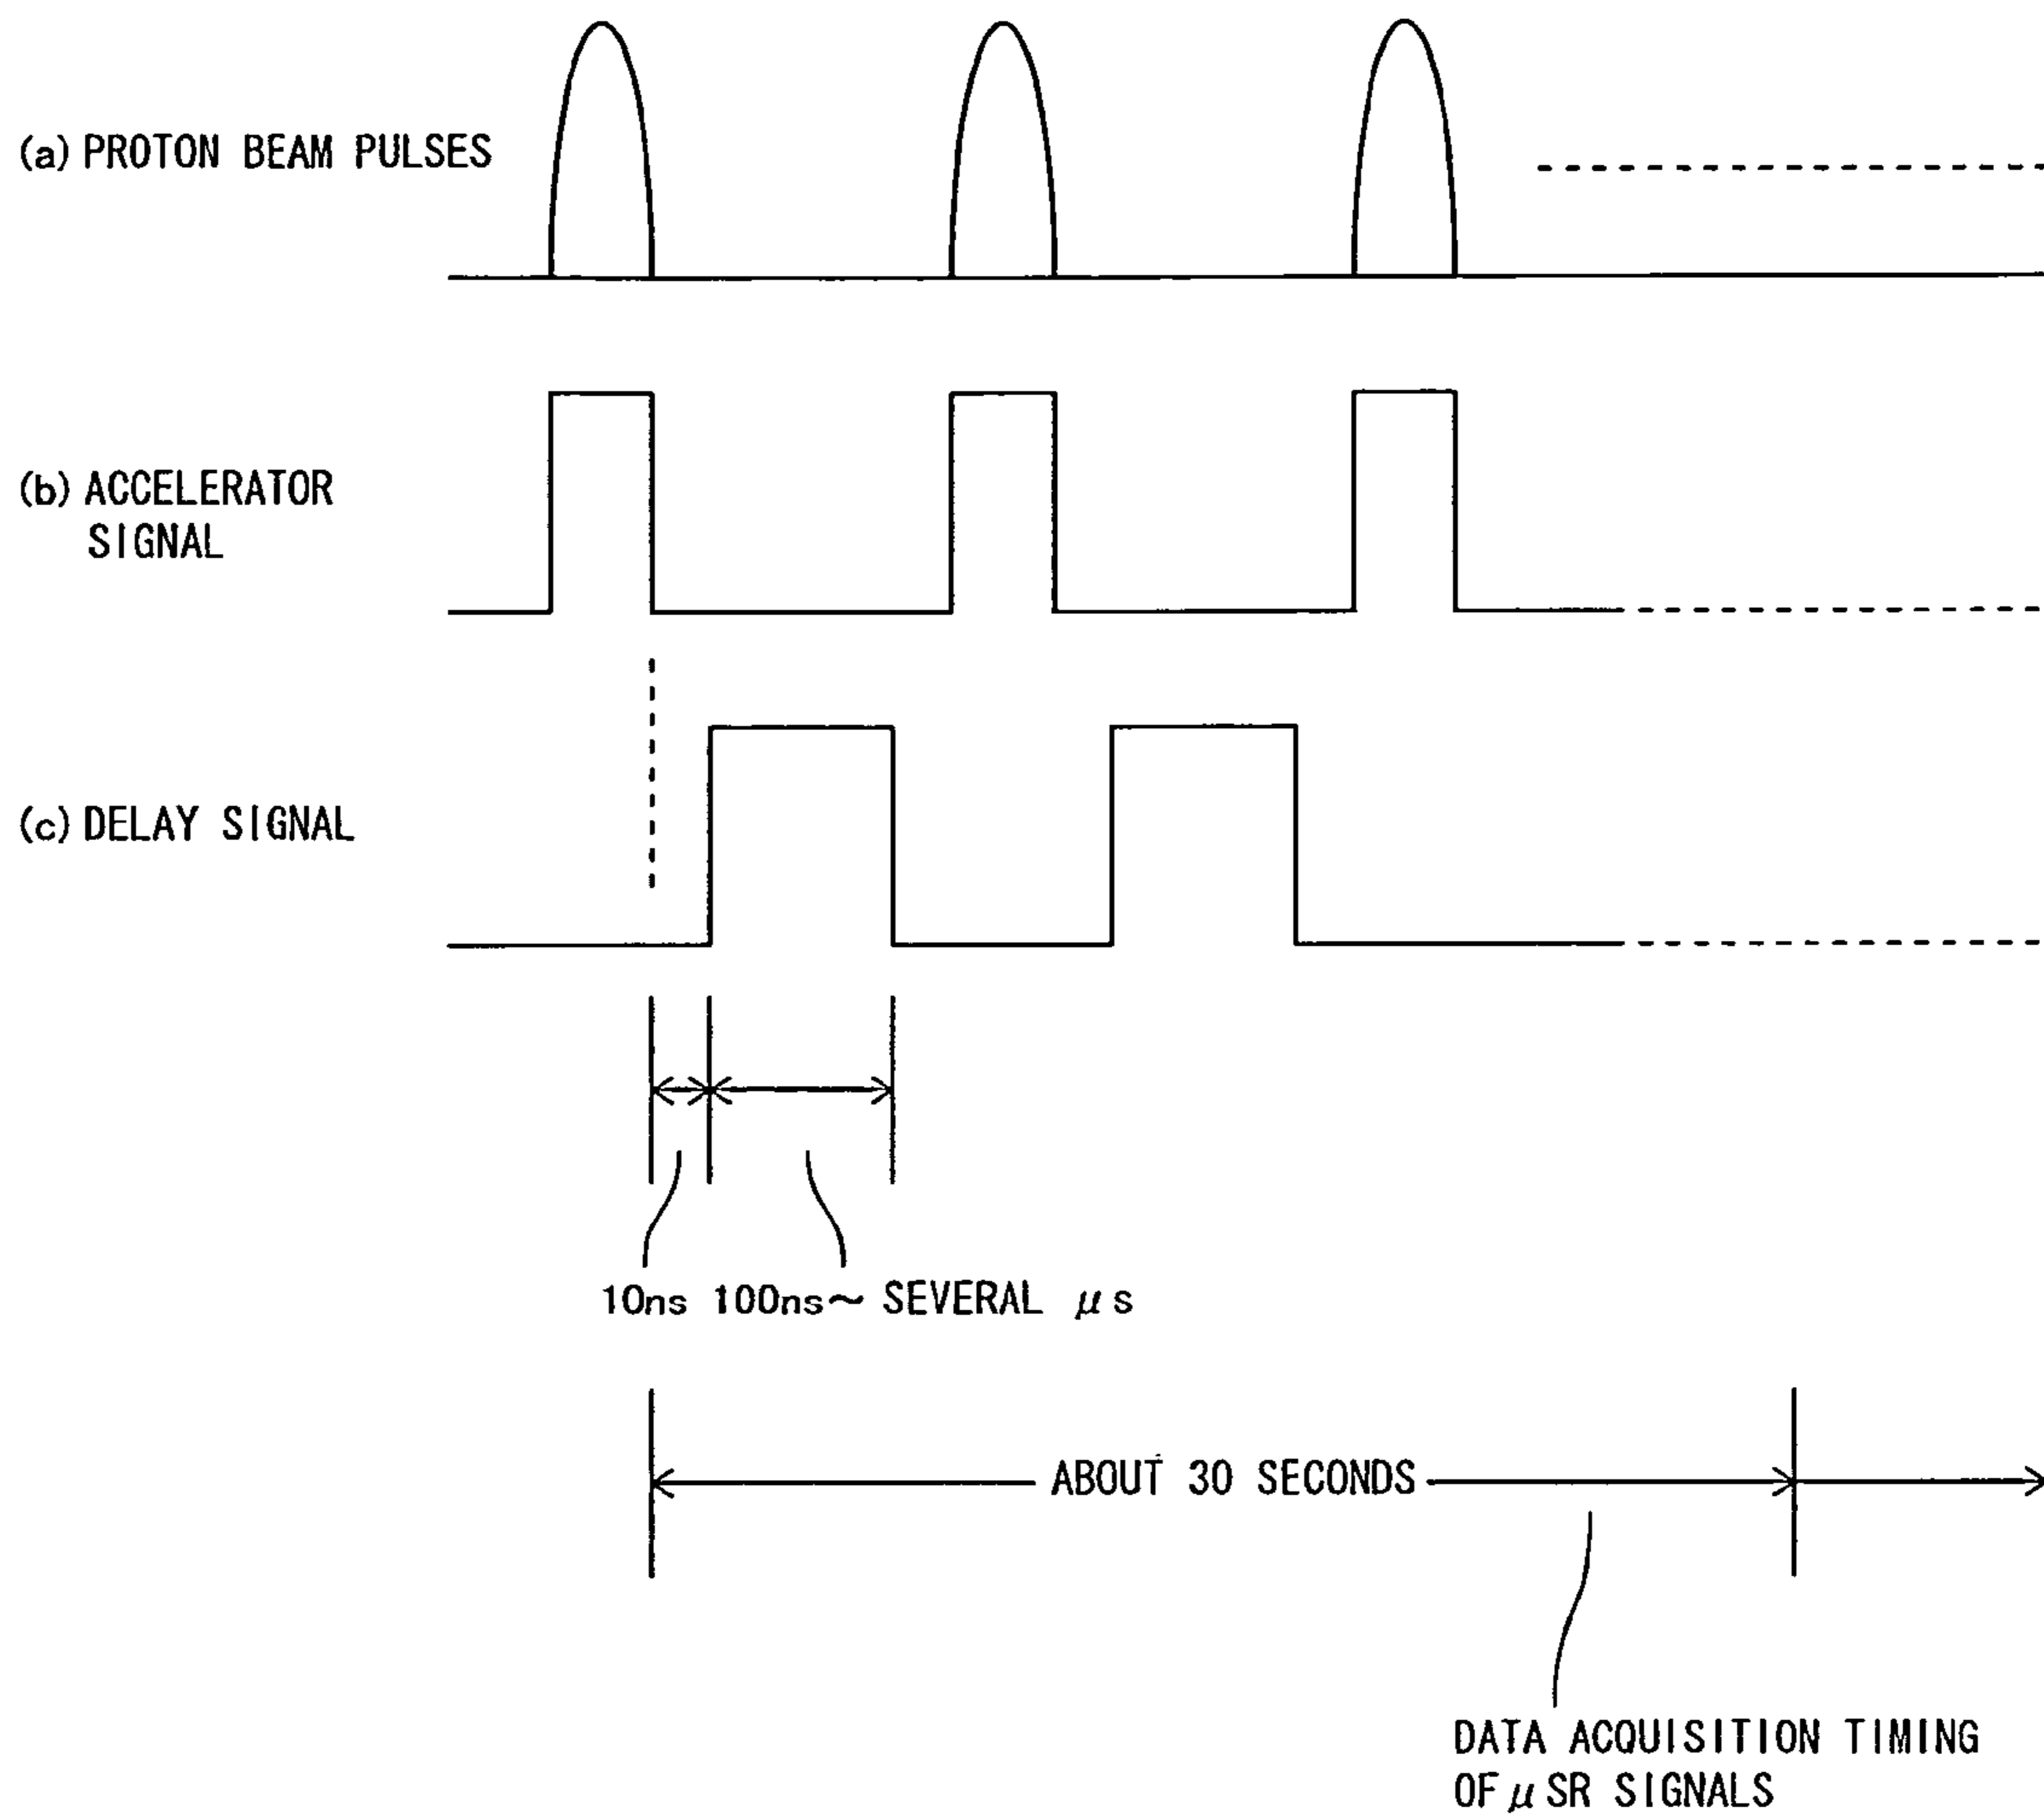 (a) PROTON BEAM PULSES
(b) ACCELERATOR
SIGNAL
(c) DELAY SIGNAL
10ns 100ns~ SEVERAL μs
ABOUT 30 SECONDS
DATA ACQUISITION TIMING
OF μSR SIGNALS